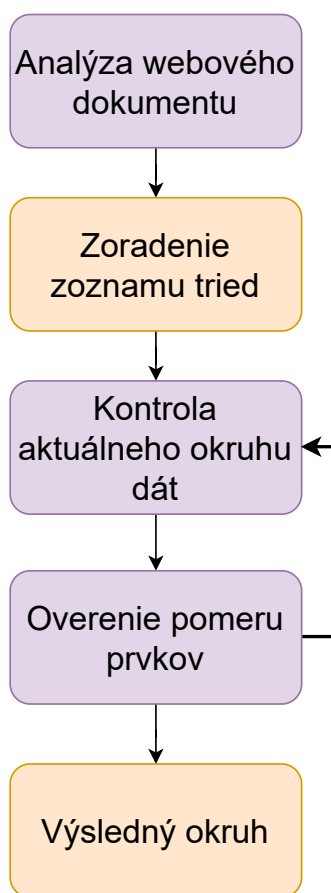 Analýza webového
dokumentu
Zoradenie
zoznamu tried
Kontrola
aktuálneho okruhu
dát
Overenie pomeru
prvkov
Výsledný okruh